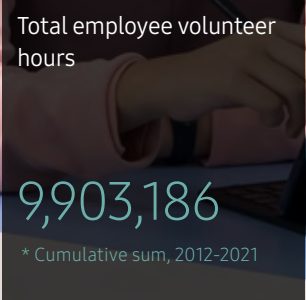 Total employee volunteer
hours
9,903,186
* Cumulative sum, 2012-2021